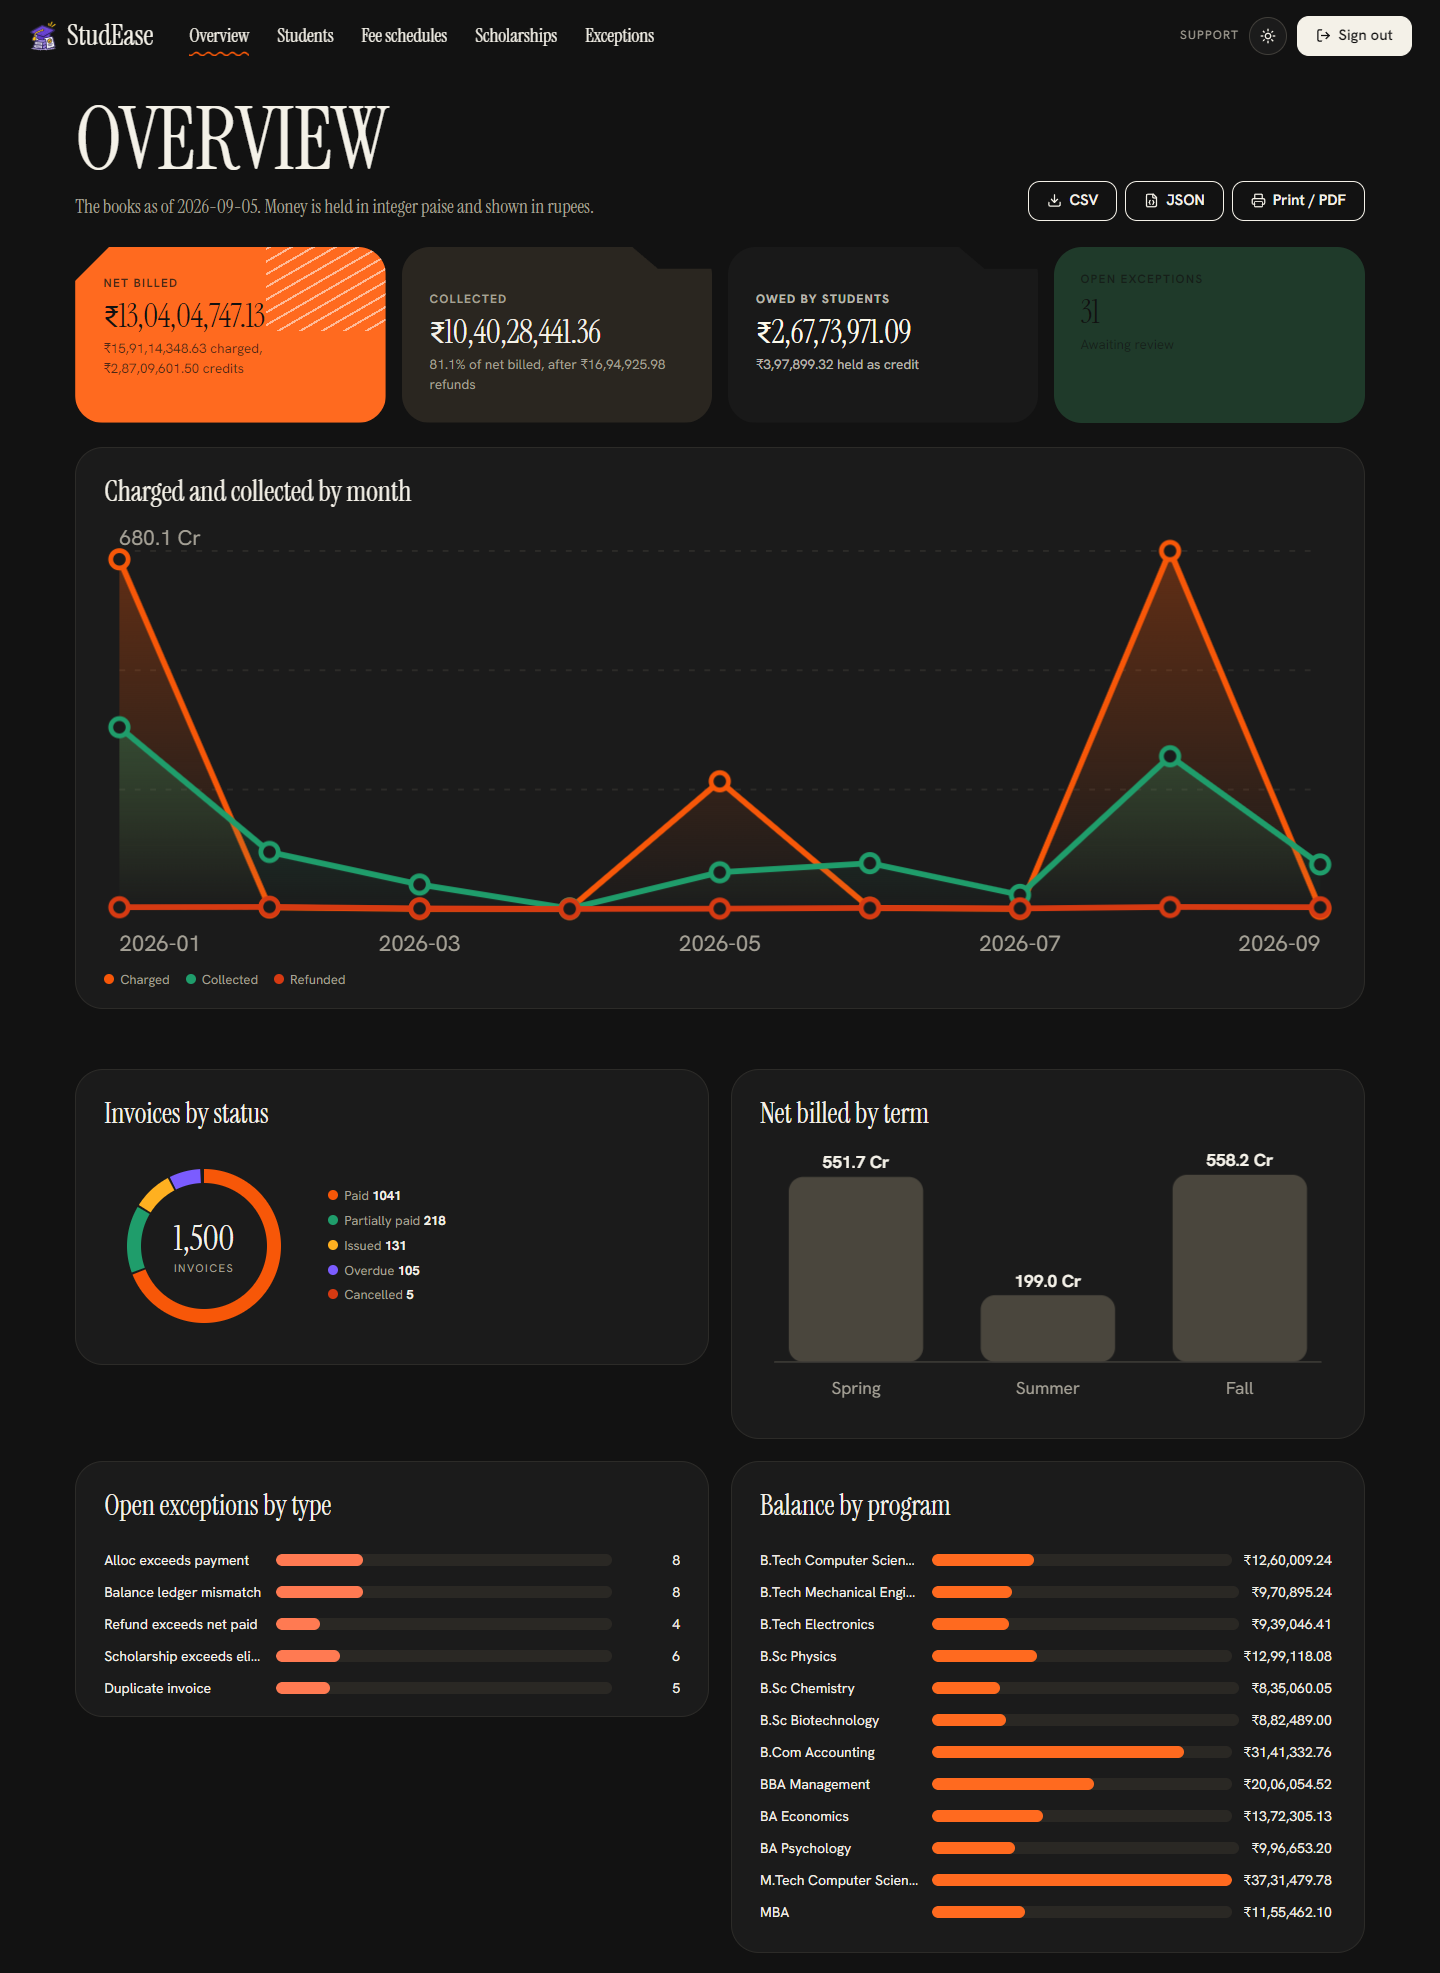 StudEase
Overview
Students
Fee schedules
Scholarships
Exceptions
SUPPORT
Sign out
OVERVIEW
The books as of 2026-09-05. Money is held in integer paise and shown in rupees.
CSV
JSON
Print / PDF
NET BILLED
₹13,04,04,747.13
₹15,91,14,348.63 charged,
₹2,87,09,601.50 credits
COLLECTED
₹10,40,28,441.36
81.1% of net billed, after ₹16,94,925.98
refunds
OWED BY STUDENTS
₹2,67,73,971.09
₹3,97,899.32 held as credit
OPEN EXCEPTIONS
31
Awaiting review
Charged and collected by month
680.1 Cr
2026-01
2026-03
2026-05
2026-07
2026-09
Charged
Collected
Refunded
Invoices by status
1,500
INVOICES
Paid 1041
Partially paid 218
Issued 131
Overdue 105
Cancelled 5
Net billed by term
551.7 Cr
199.0 Cr
558.2 Cr
Spring
Summer
Fall
Open exceptions by type
Alloc exceeds payment 8
Balance ledger mismatch 8
Refund exceeds net paid 4
Scholarship exceeds eli... 6
Duplicate invoice 5
Balance by program
B.Tech Computer Scien... ₹12,60,009.24
B.Tech Mechanical Engi... ₹9,70,895.24
B.Tech Electronics ₹9,39,046.41
B.Sc Physics ₹12,99,118.08
B.Sc Chemistry ₹8,35,060.05
B.Sc Biotechnology ₹8,82,489.00
B.Com Accounting ₹31,41,332.76
BBA Management ₹20,06,054.52
BA Economics ₹13,72,305.13
BA Psychology ₹9,96,653.20
M.Tech Computer Scien... ₹37,31,479.78
MBA ₹11,55,462.10